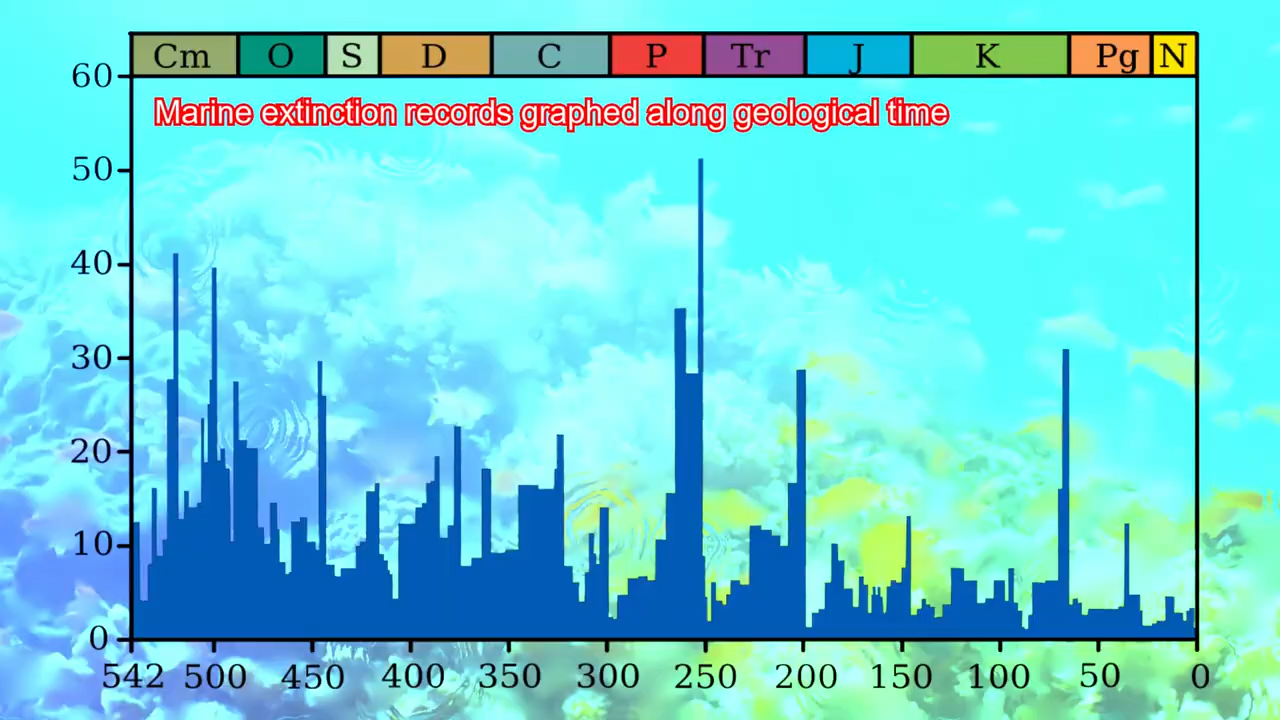 Cm O S D C P Tr J K Pg N
60
Marine extinction records graphed along geological time
50
40
30
20
10
0
542 500 450 400 350 300 250 200 150 100 50 0